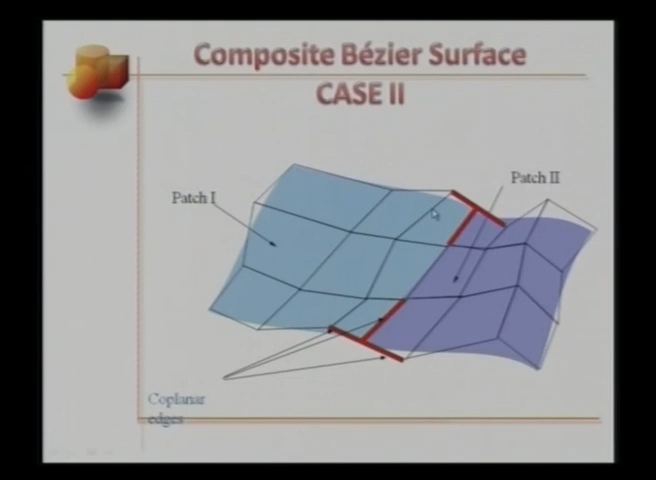 Composite Bézier Surface
CASE II
Patch I
Patch II
Coplanar
edges